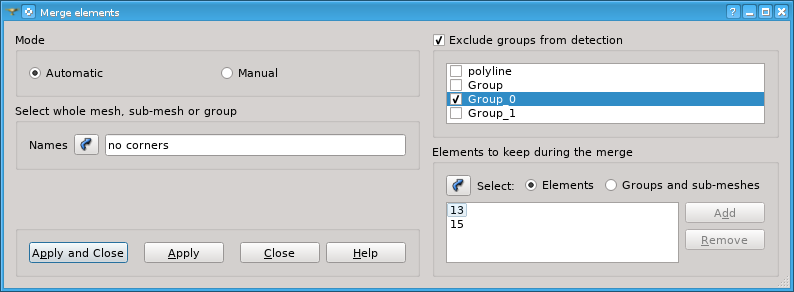 Merge elements
Mode
Automatic
Manual
Select whole mesh, sub-mesh or group
Names
no corners
Apply and Close
Apply
Close
Help
Exclude groups from detection
polyline
Group
Group_0
Group_1
Elements to keep during the merge
Select:
Elements
Groups and sub-meshes
13
15
Add
Remove